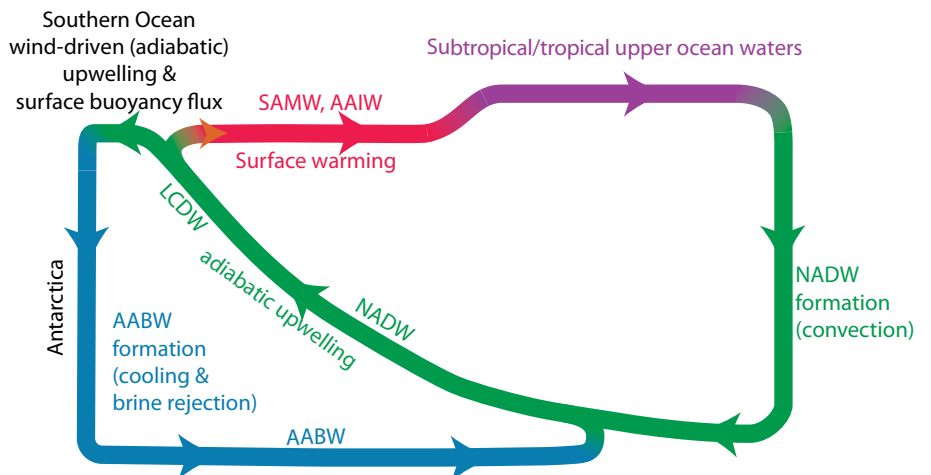 Southern Ocean
wind-driven (adiabatic)
upwelling &
surface buoyancy flux
Subtropical/tropical upper ocean waters
SAMW, AAIW
Surface warming
LCDW
adiabatic upwelling
NADW
NADW
formation
(convection)
Antarctica
AABW
formation
(cooling &
brine rejection)
AABW